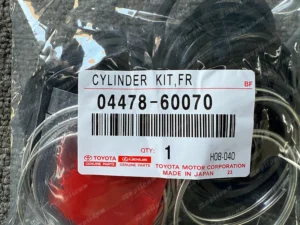 CYLINDER KIT,FR
BF
04478-60070
QTY: 1
H08-040
TOYOTA
GENUINE PARTS
LEXUS
GENUINE PARTS
TOYOTA MOTOR CORPORATION
MADE IN JAPAN